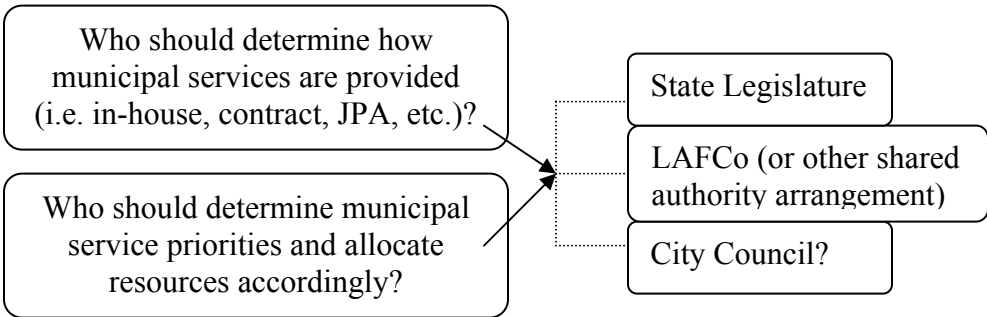 Who should determine how
municipal services are provided
(i.e. in-house, contract, JPA, etc.)?
Who should determine municipal
service priorities and allocate
resources accordingly?
State Legislature
LAFCo (or other shared
authority arrangement)
City Council?